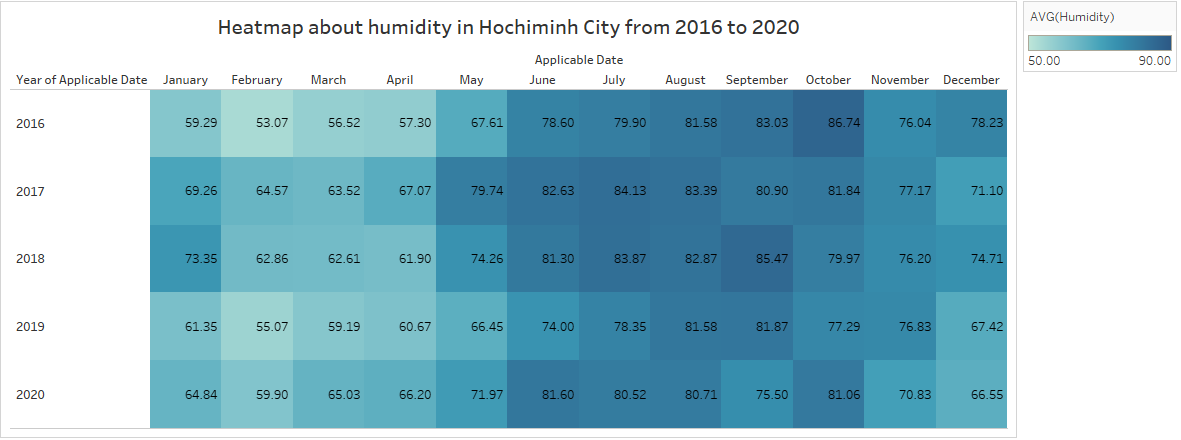 Heatmap about humidity in Hochiminh City from 2016 to 2020
Applicable Date
Year of Applicable Date January February March April May June July August September October November December
2016 59.29 53.07 56.52 57.30 67.61 78.60 79.90 81.58 83.03 86.74 76.04 78.23
2017 69.26 64.57 63.52 67.07 79.74 82.63 84.13 83.39 80.90 81.84 77.17 71.10
2018 73.35 62.86 62.61 61.90 74.26 81.30 83.87 82.87 85.47 79.97 76.20 74.71
2019 61.35 55.07 59.19 60.67 66.45 74.00 78.35 81.58 81.87 77.29 76.83 67.42
2020 64.84 59.90 65.03 66.20 71.97 81.60 80.52 80.71 75.50 81.06 70.83 66.55
AVG(Humidity)
50.00 90.00